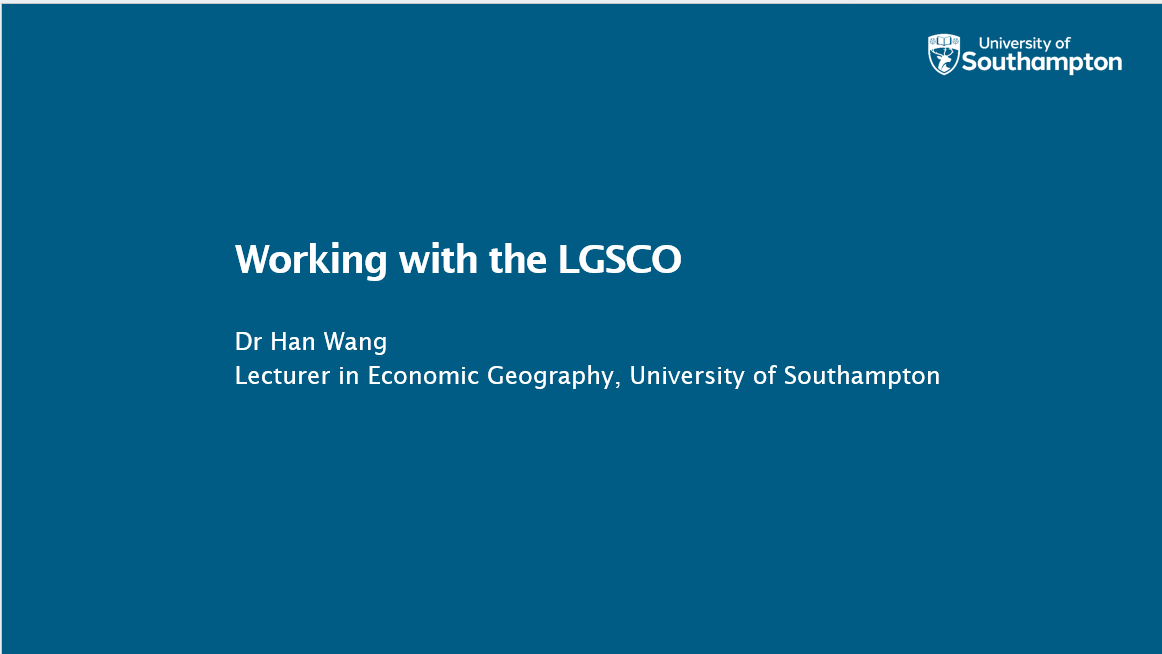 University of
Southampton
Working with the LGSCO
Dr Han Wang
Lecturer in Economic Geography, University of Southampton